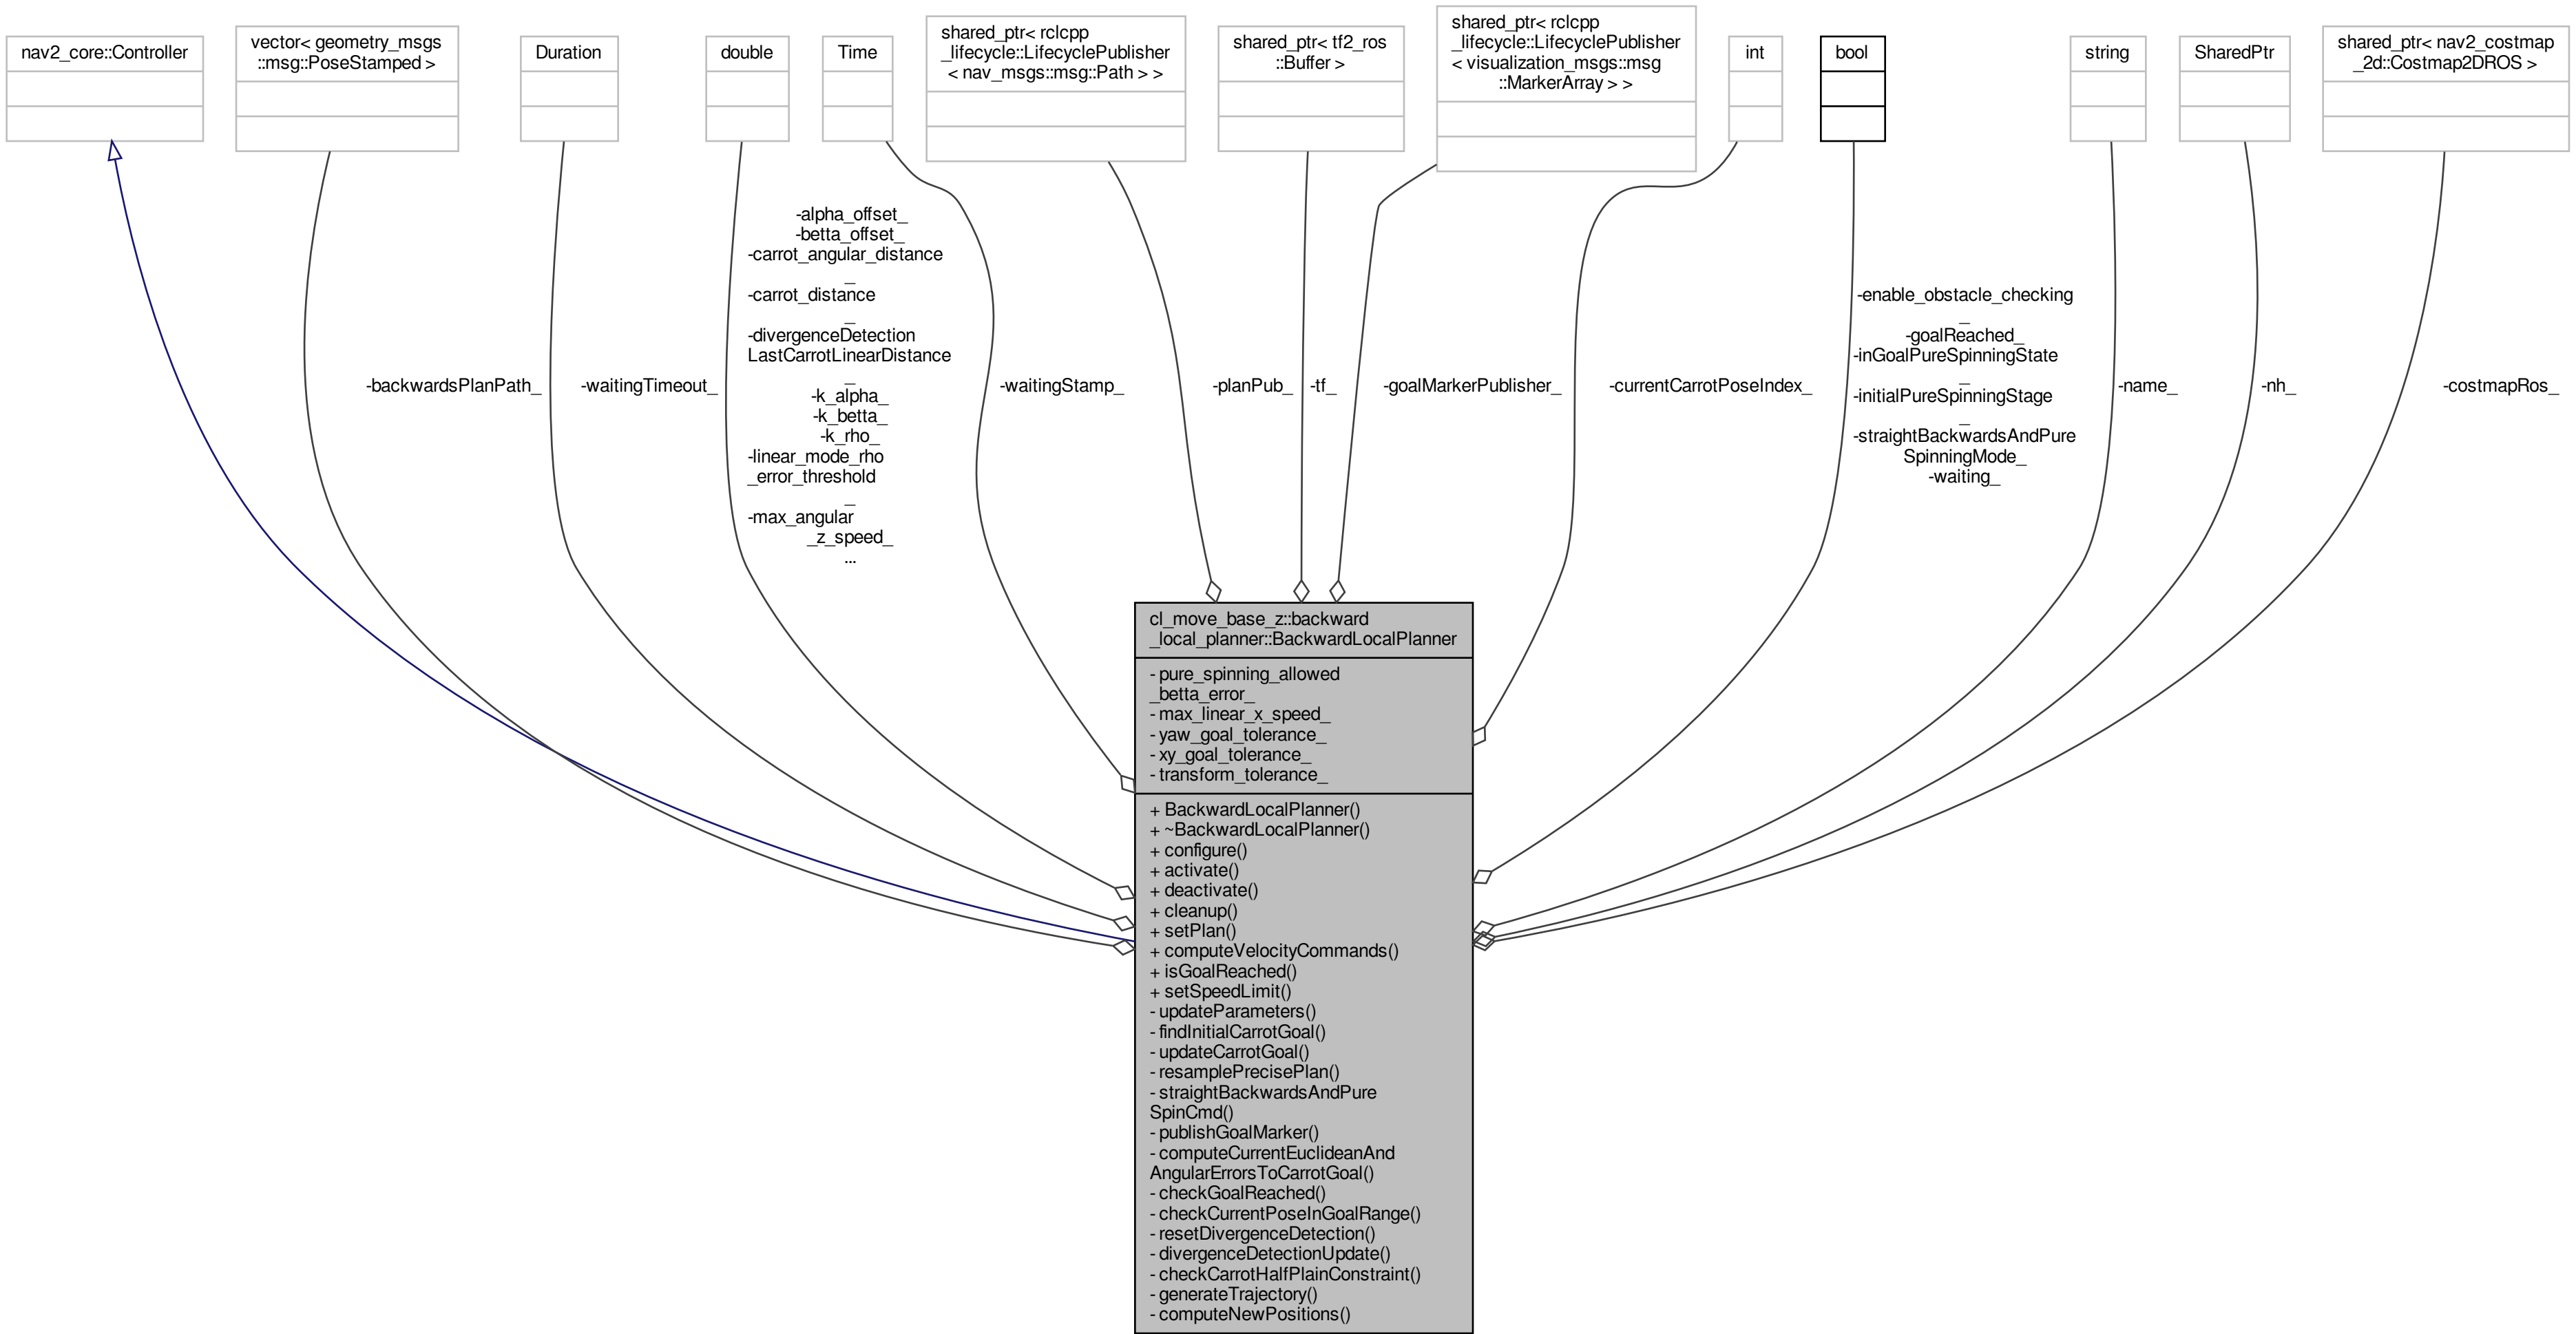 nav2_core::Controller
vector< geometry_msgs
::msg::PoseStamped >
Duration
double
Time
shared_ptr< rclcpp
_lifecycle::LifecyclePublisher
< nav_msgs::msg::Path > >
shared_ptr< tf2_ros
::Buffer >
shared_ptr< rclcpp
_lifecycle::LifecyclePublisher
< visualization_msgs::msg
::MarkerArray > >
int
bool
string
SharedPtr
shared_ptr< nav2_costmap
_2d::Costmap2DROS >
-backwardsPlanPath_
-waitingTimeout_
-alpha_offset_
-betta_offset_
-carrot_angular_distance
_
-carrot_distance
_
-divergenceDetection
LastCarrotLinearDistance
_
-k_alpha_
-k_betta_
-k_rho_
-linear_mode_rho
_error_threshold
_
-max_angular
_z_speed_
...
-waitingStamp_
-planPub_
-tf_
-goalMarkerPublisher_
-currentCarrotPoseIndex_
-enable_obstacle_checking
_
-goalReached_
-inGoalPureSpinningState
_
-initialPureSpinningStage
_
-straightBackwardsAndPure
SpinningMode_
-waiting_
-name_
-nh_
-costmapRos_
cl_move_base_z::backward
_local_planner::BackwardLocalPlanner
- pure_spinning_allowed
_betta_error_
- max_linear_x_speed_
- yaw_goal_tolerance_
- xy_goal_tolerance_
- transform_tolerance_
+ BackwardLocalPlanner()
+ ~BackwardLocalPlanner()
+ configure()
+ activate()
+ deactivate()
+ cleanup()
+ setPlan()
+ computeVelocityCommands()
+ isGoalReached()
+ setSpeedLimit()
- updateParameters()
- findInitialCarrotGoal()
- updateCarrotGoal()
- resamplePrecisePlan()
- straightBackwardsAndPure
SpinCmd()
- publishGoalMarker()
- computeCurrentEuclideanAnd
AngularErrorsToCarrotGoal()
- checkGoalReached()
- checkCurrentPoseInGoalRange()
- resetDivergenceDetection()
- divergenceDetectionUpdate()
- checkCarrotHalfPlainConstraint()
- generateTrajectory()
- computeNewPositions()